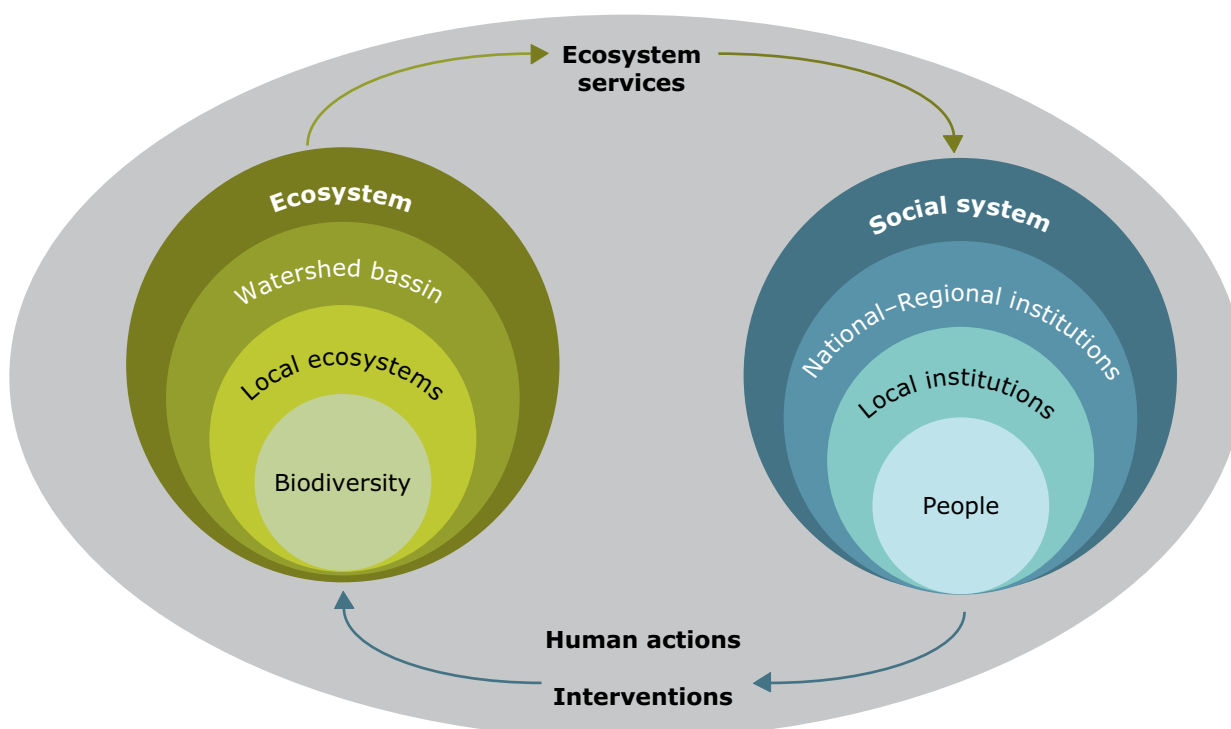 Ecosystem
services
Ecosystem
Watershed bassin
Local ecosystems
Biodiversity
Social system
National–Regional institutions
Local institutions
People
Human actions
Interventions